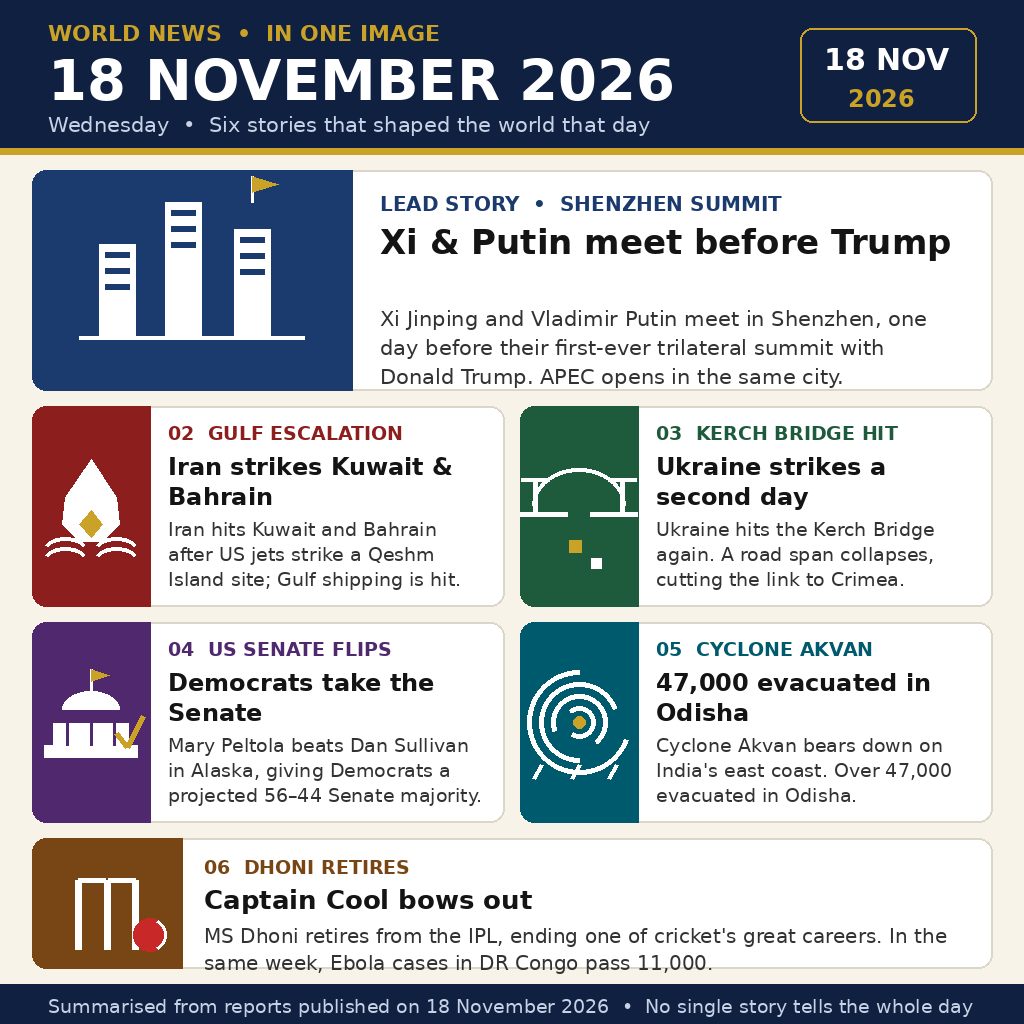 WORLD NEWS • IN ONE IMAGE
18 NOVEMBER 2026
Wednesday • Six stories that shaped the world that day
18 NOV
2026
LEAD STORY • SHENZHEN SUMMIT
Xi & Putin meet before Trump
Xi Jinping and Vladimir Putin meet in Shenzhen, one
day before their first-ever trilateral summit with
Donald Trump. APEC opens in the same city.
02 GULF ESCALATION
Iran strikes Kuwait &
Bahrain
Iran hits Kuwait and Bahrain
after US jets strike a Qeshm
Island site; Gulf shipping is hit.
03 KERCH BRIDGE HIT
Ukraine strikes a
second day
Ukraine hits the Kerch Bridge
again. A road span collapses,
cutting the link to Crimea.
04 US SENATE FLIPS
Democrats take the
Senate
Mary Peltola beats Dan Sullivan
in Alaska, giving Democrats a
projected 56–44 Senate majority.
05 CYCLONE AKVAN
47,000 evacuated in
Odisha
Cyclone Akvan bears down on
India's east coast. Over 47,000
evacuated in Odisha.
06 DHONI RETIRES
Captain Cool bows out
MS Dhoni retires from the IPL, ending one of cricket's great careers. In the
same week, Ebola cases in DR Congo pass 11,000.
Summarised from reports published on 18 November 2026 • No single story tells the whole day